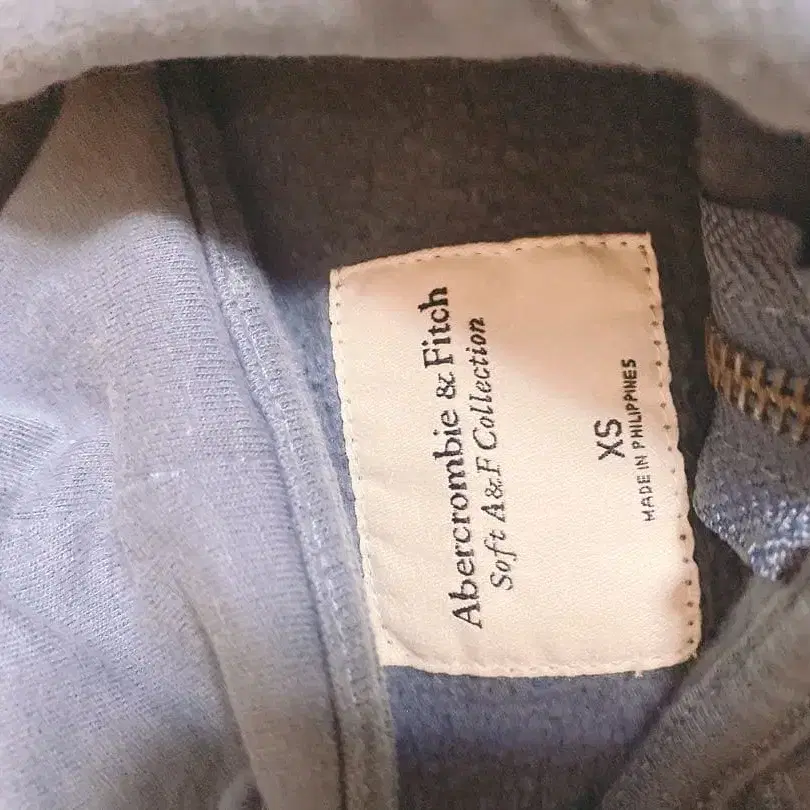 Abercrombie & Fitch
Soft A&F Collection
XS
MADE IN PHILIPPINES